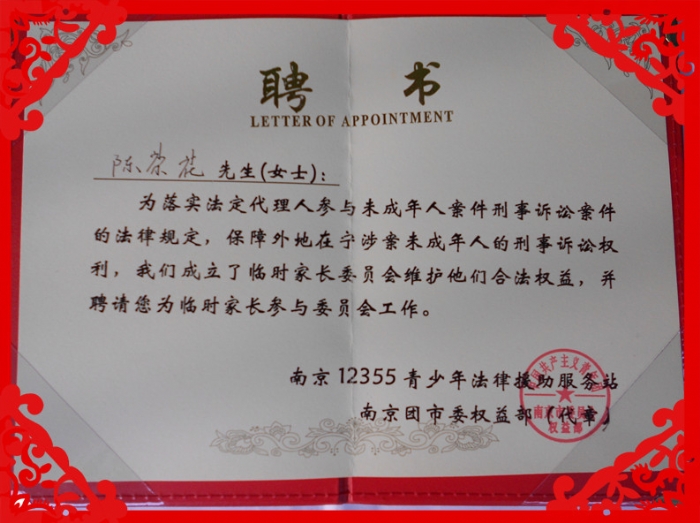 聘书
LETTER OF APPOINTMENT
陈荣花 先生(女士)：
为落实法定代理人参与未成年人案件刑事诉讼案件
的法律规定，保障外地在宁涉案未成年人的刑事诉讼权
利，我们成立了临时家长委员会维护他们合法权益，并
聘请您为临时家长参与委员会工作。
南京12355青少年法律援助服务站
南京团市委权益部（代章）
权益部